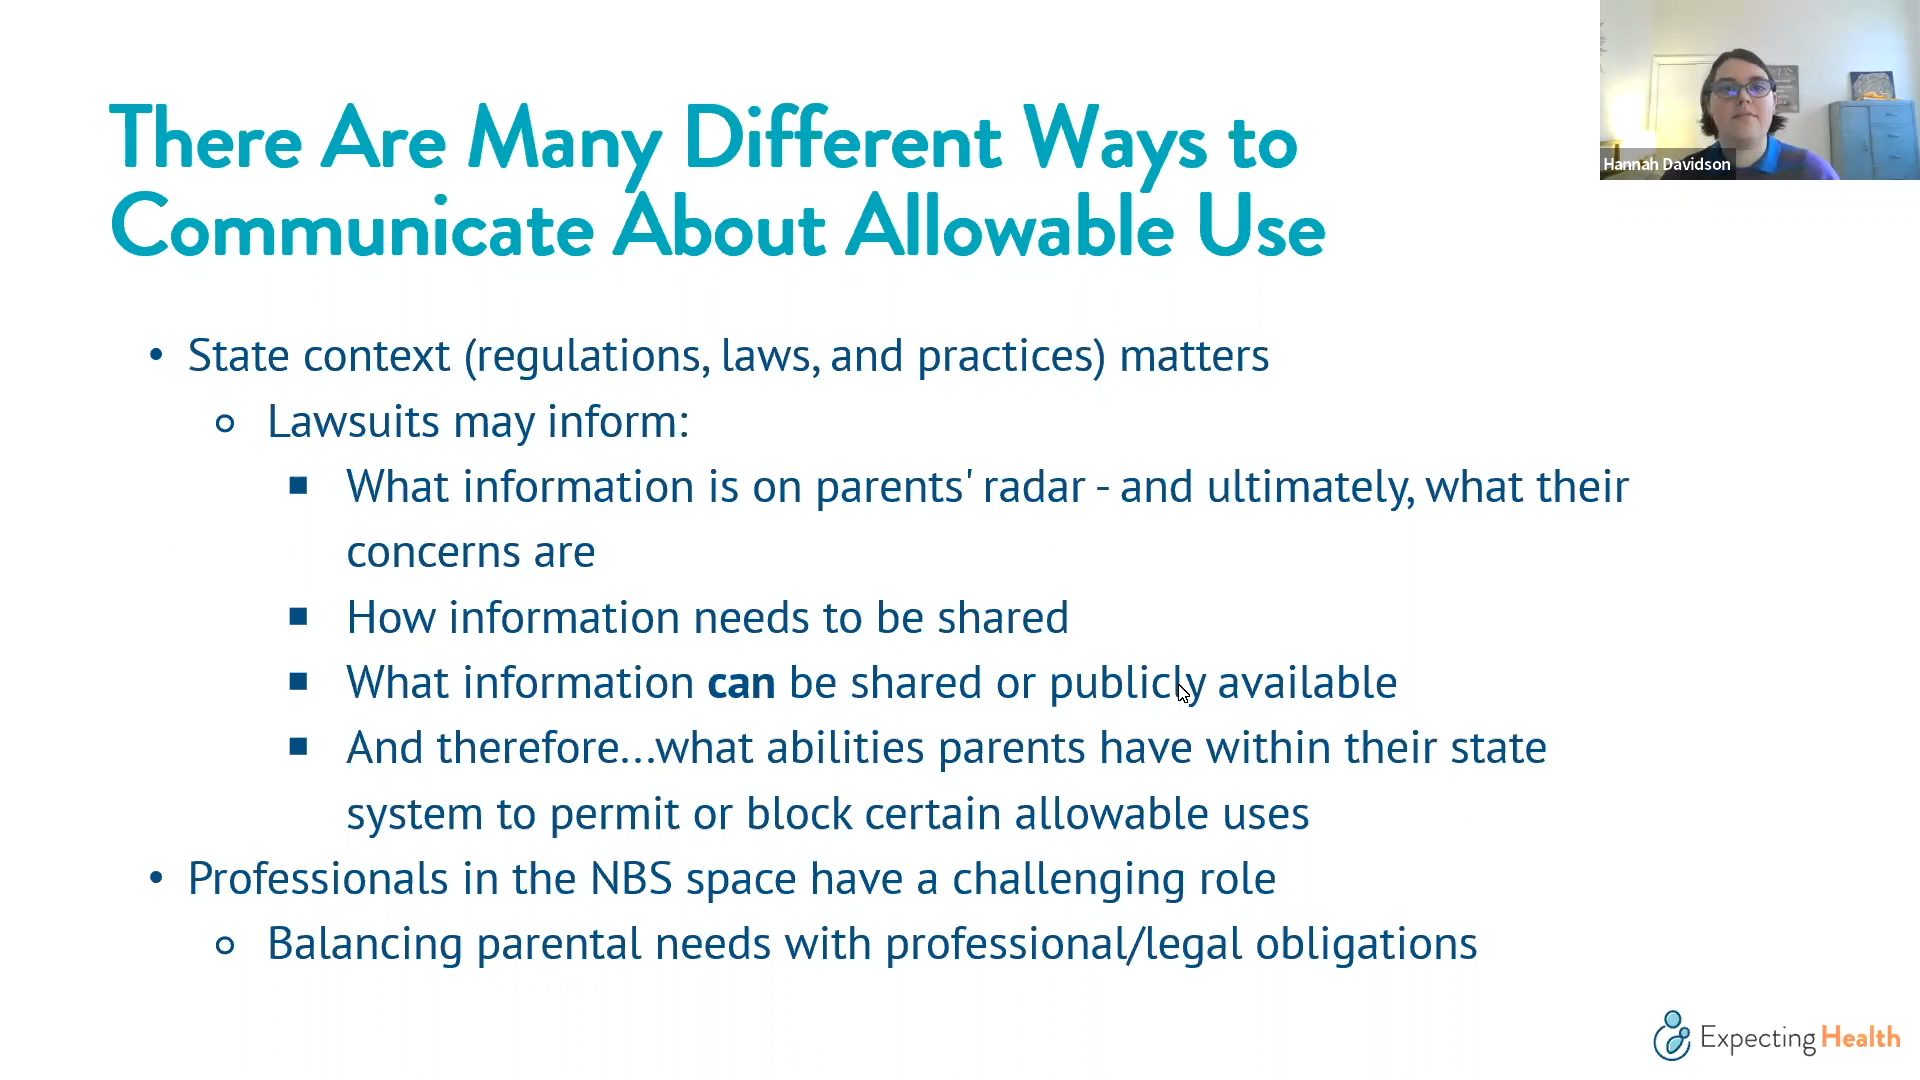 There Are Many Different Ways to
Communicate About Allowable Use
Hannah Davidson
• State context (regulations, laws, and practices) matters
o Lawsuits may inform:
▪ What information is on parents' radar - and ultimately, what their
concerns are
▪ How information needs to be shared
▪ What information can be shared or publicly available
▪ And therefore...what abilities parents have within their state
system to permit or block certain allowable uses
• Professionals in the NBS space have a challenging role
o Balancing parental needs with professional/legal obligations
Expecting Health